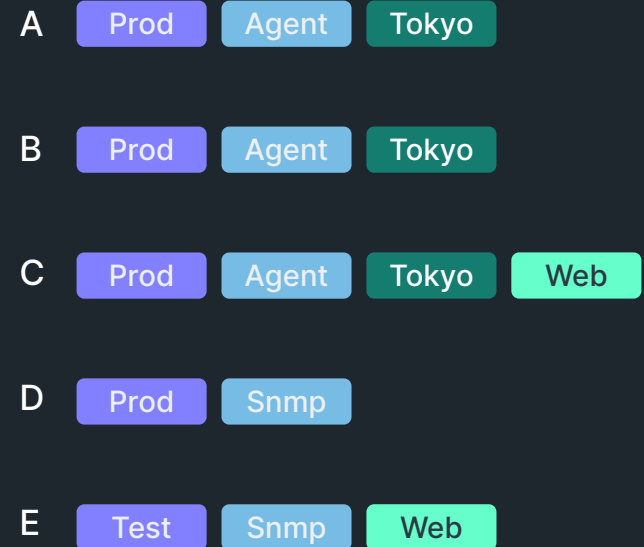 A Prod Agent Tokyo
B Prod Agent Tokyo
C Prod Agent Tokyo Web
D Prod Snmp
E Test Snmp Web